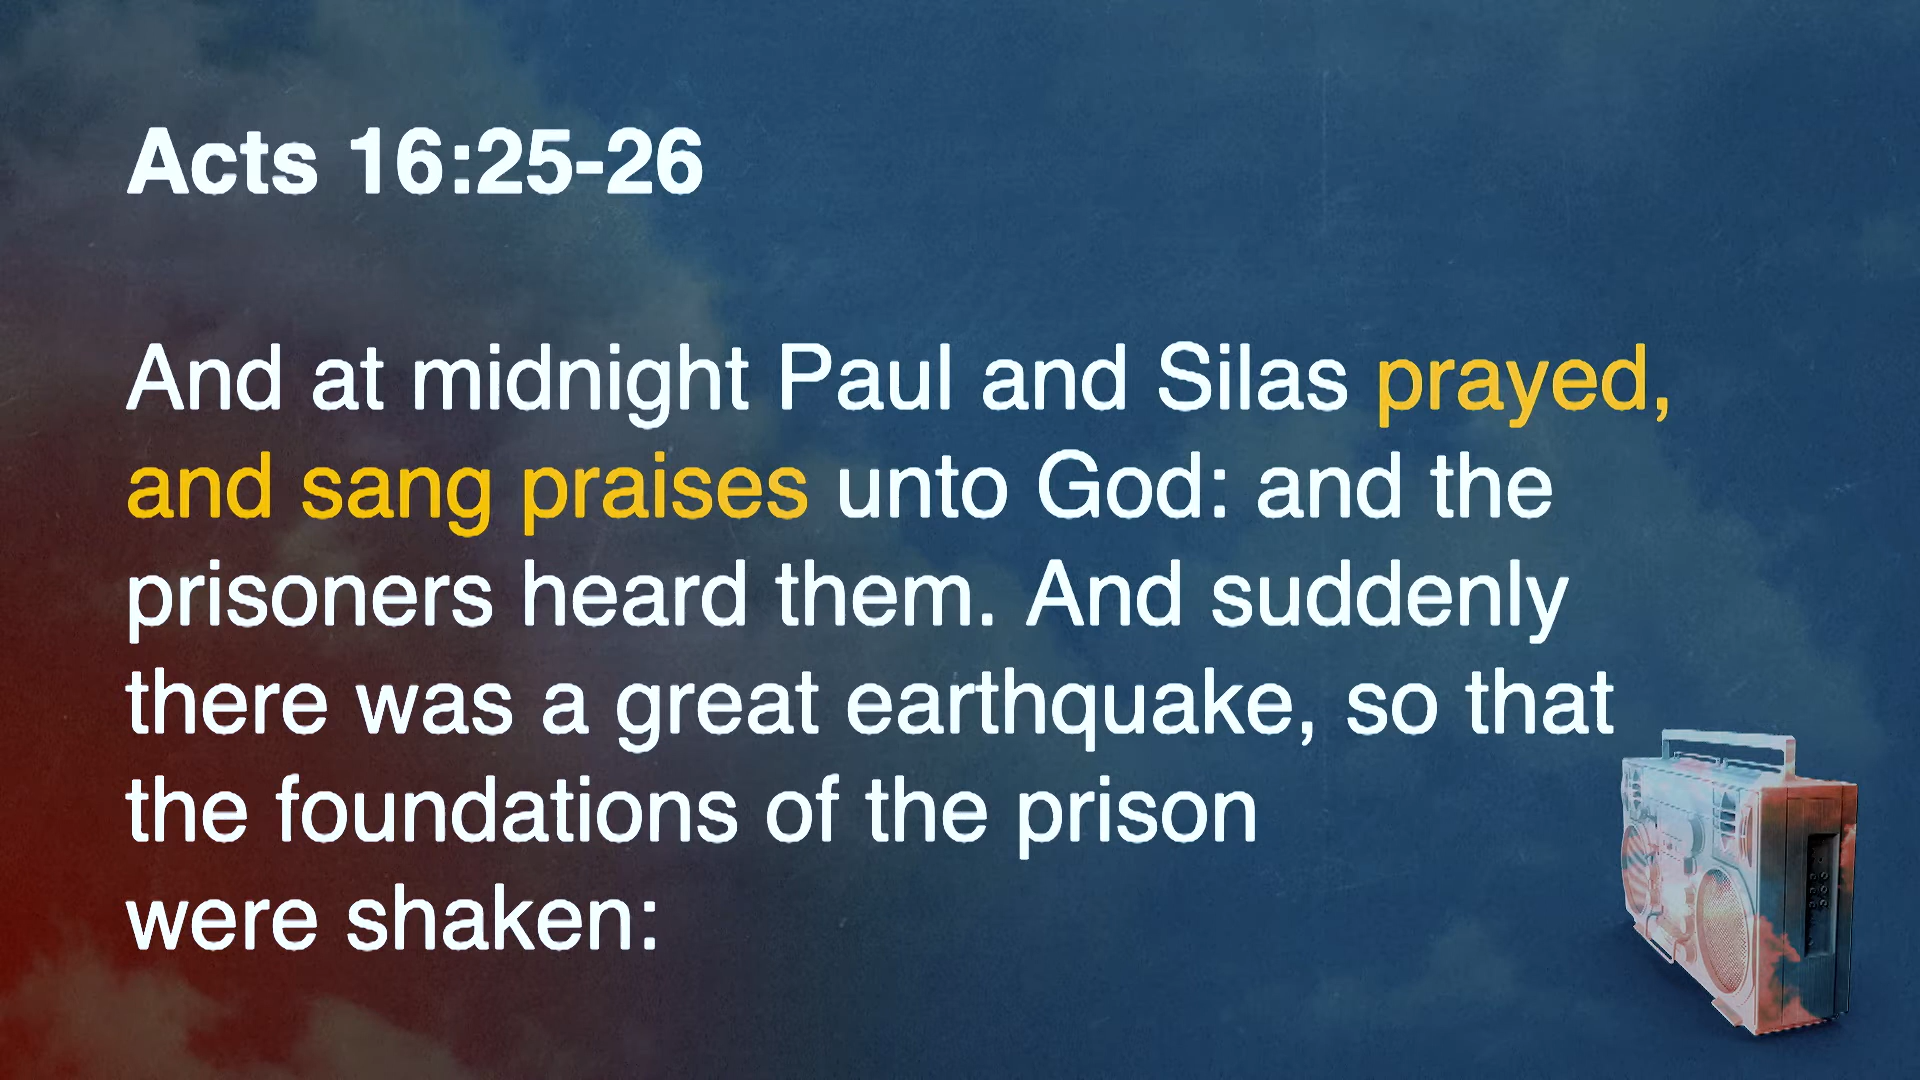 Acts 16:25-26
And at midnight Paul and Silas prayed,
and sang praises unto God: and the
prisoners heard them. And suddenly
there was a great earthquake, so that
the foundations of the prison
were shaken: